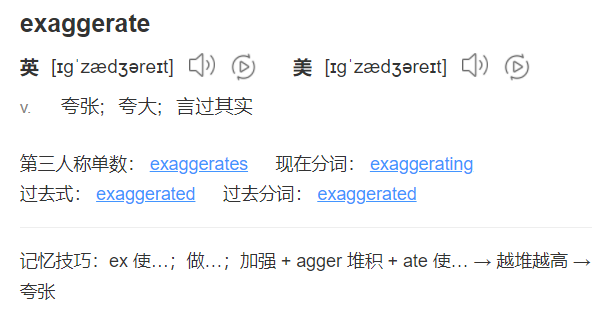 exaggerate
英 [ɪɡˈzædʒəreɪt] 美 [ɪɡˈzædʒəreɪt]
v. 夸张；夸大；言过其实
第三人称单数：exaggerates 现在分词：exaggerating
过去式：exaggerated 过去分词：exaggerated
记忆技巧：ex 使…；做…；加强 + agger 堆积 + ate 使… → 越堆越高 →
夸张